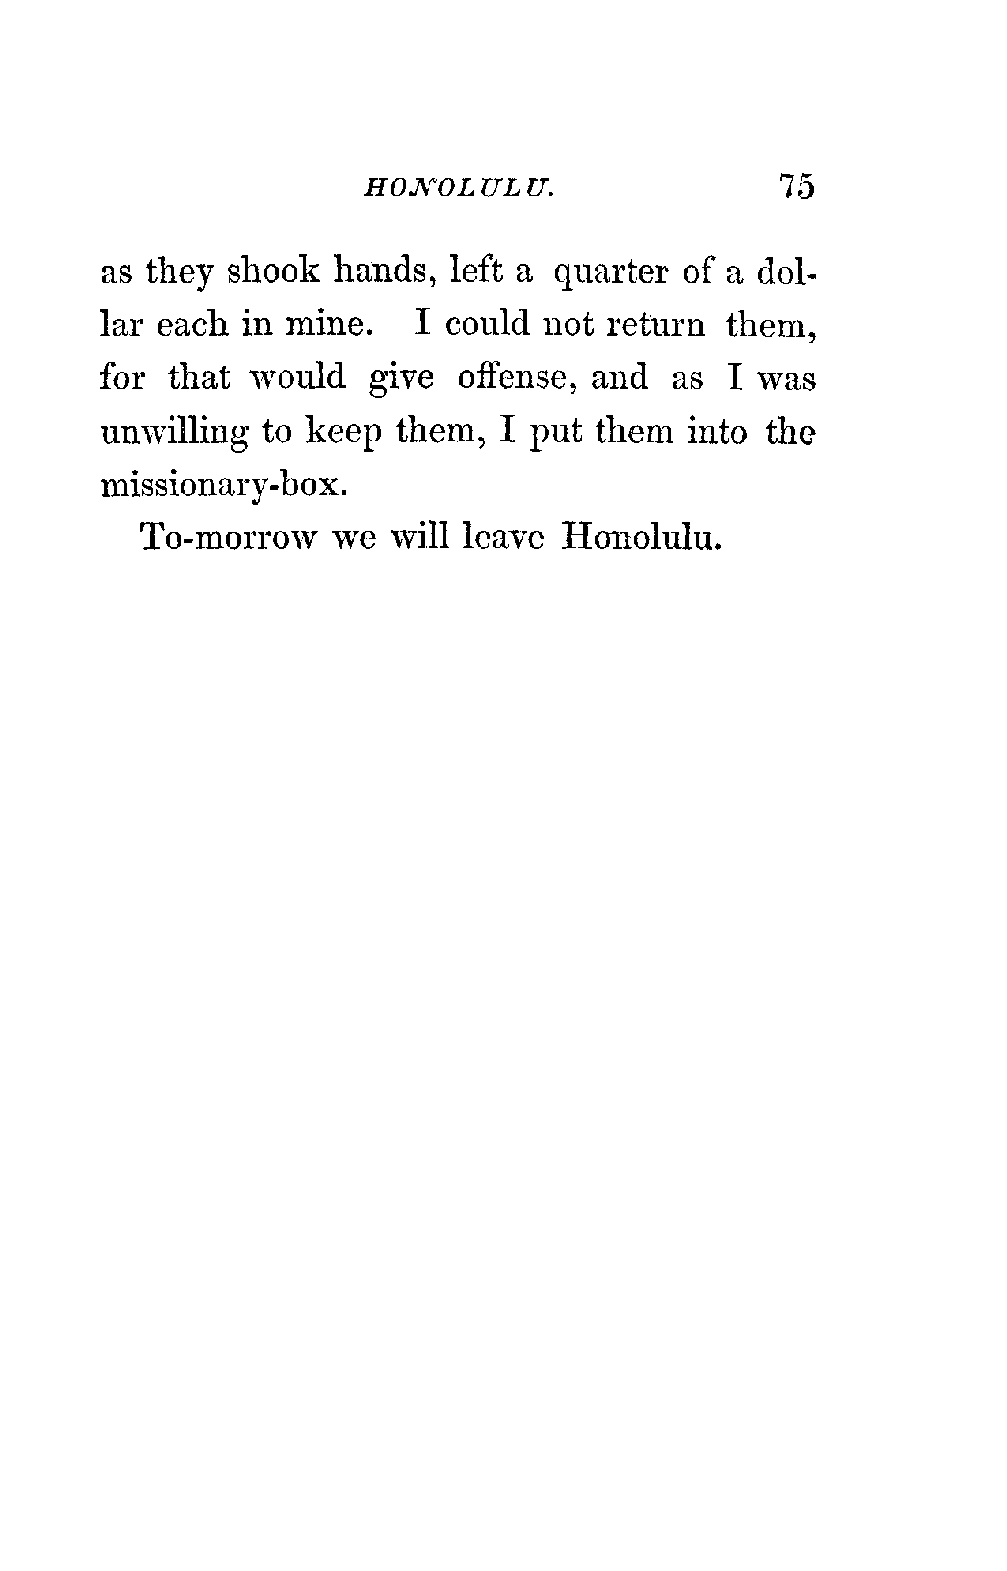 HONOLULU. 75
as they shook hands, left a quarter of a dol-
lar each in mine. I could not return them,
for that would give offense, and as I was
unwilling to keep them, I put them into the
missionary-box.
To-morrow we will leave Honolulu.